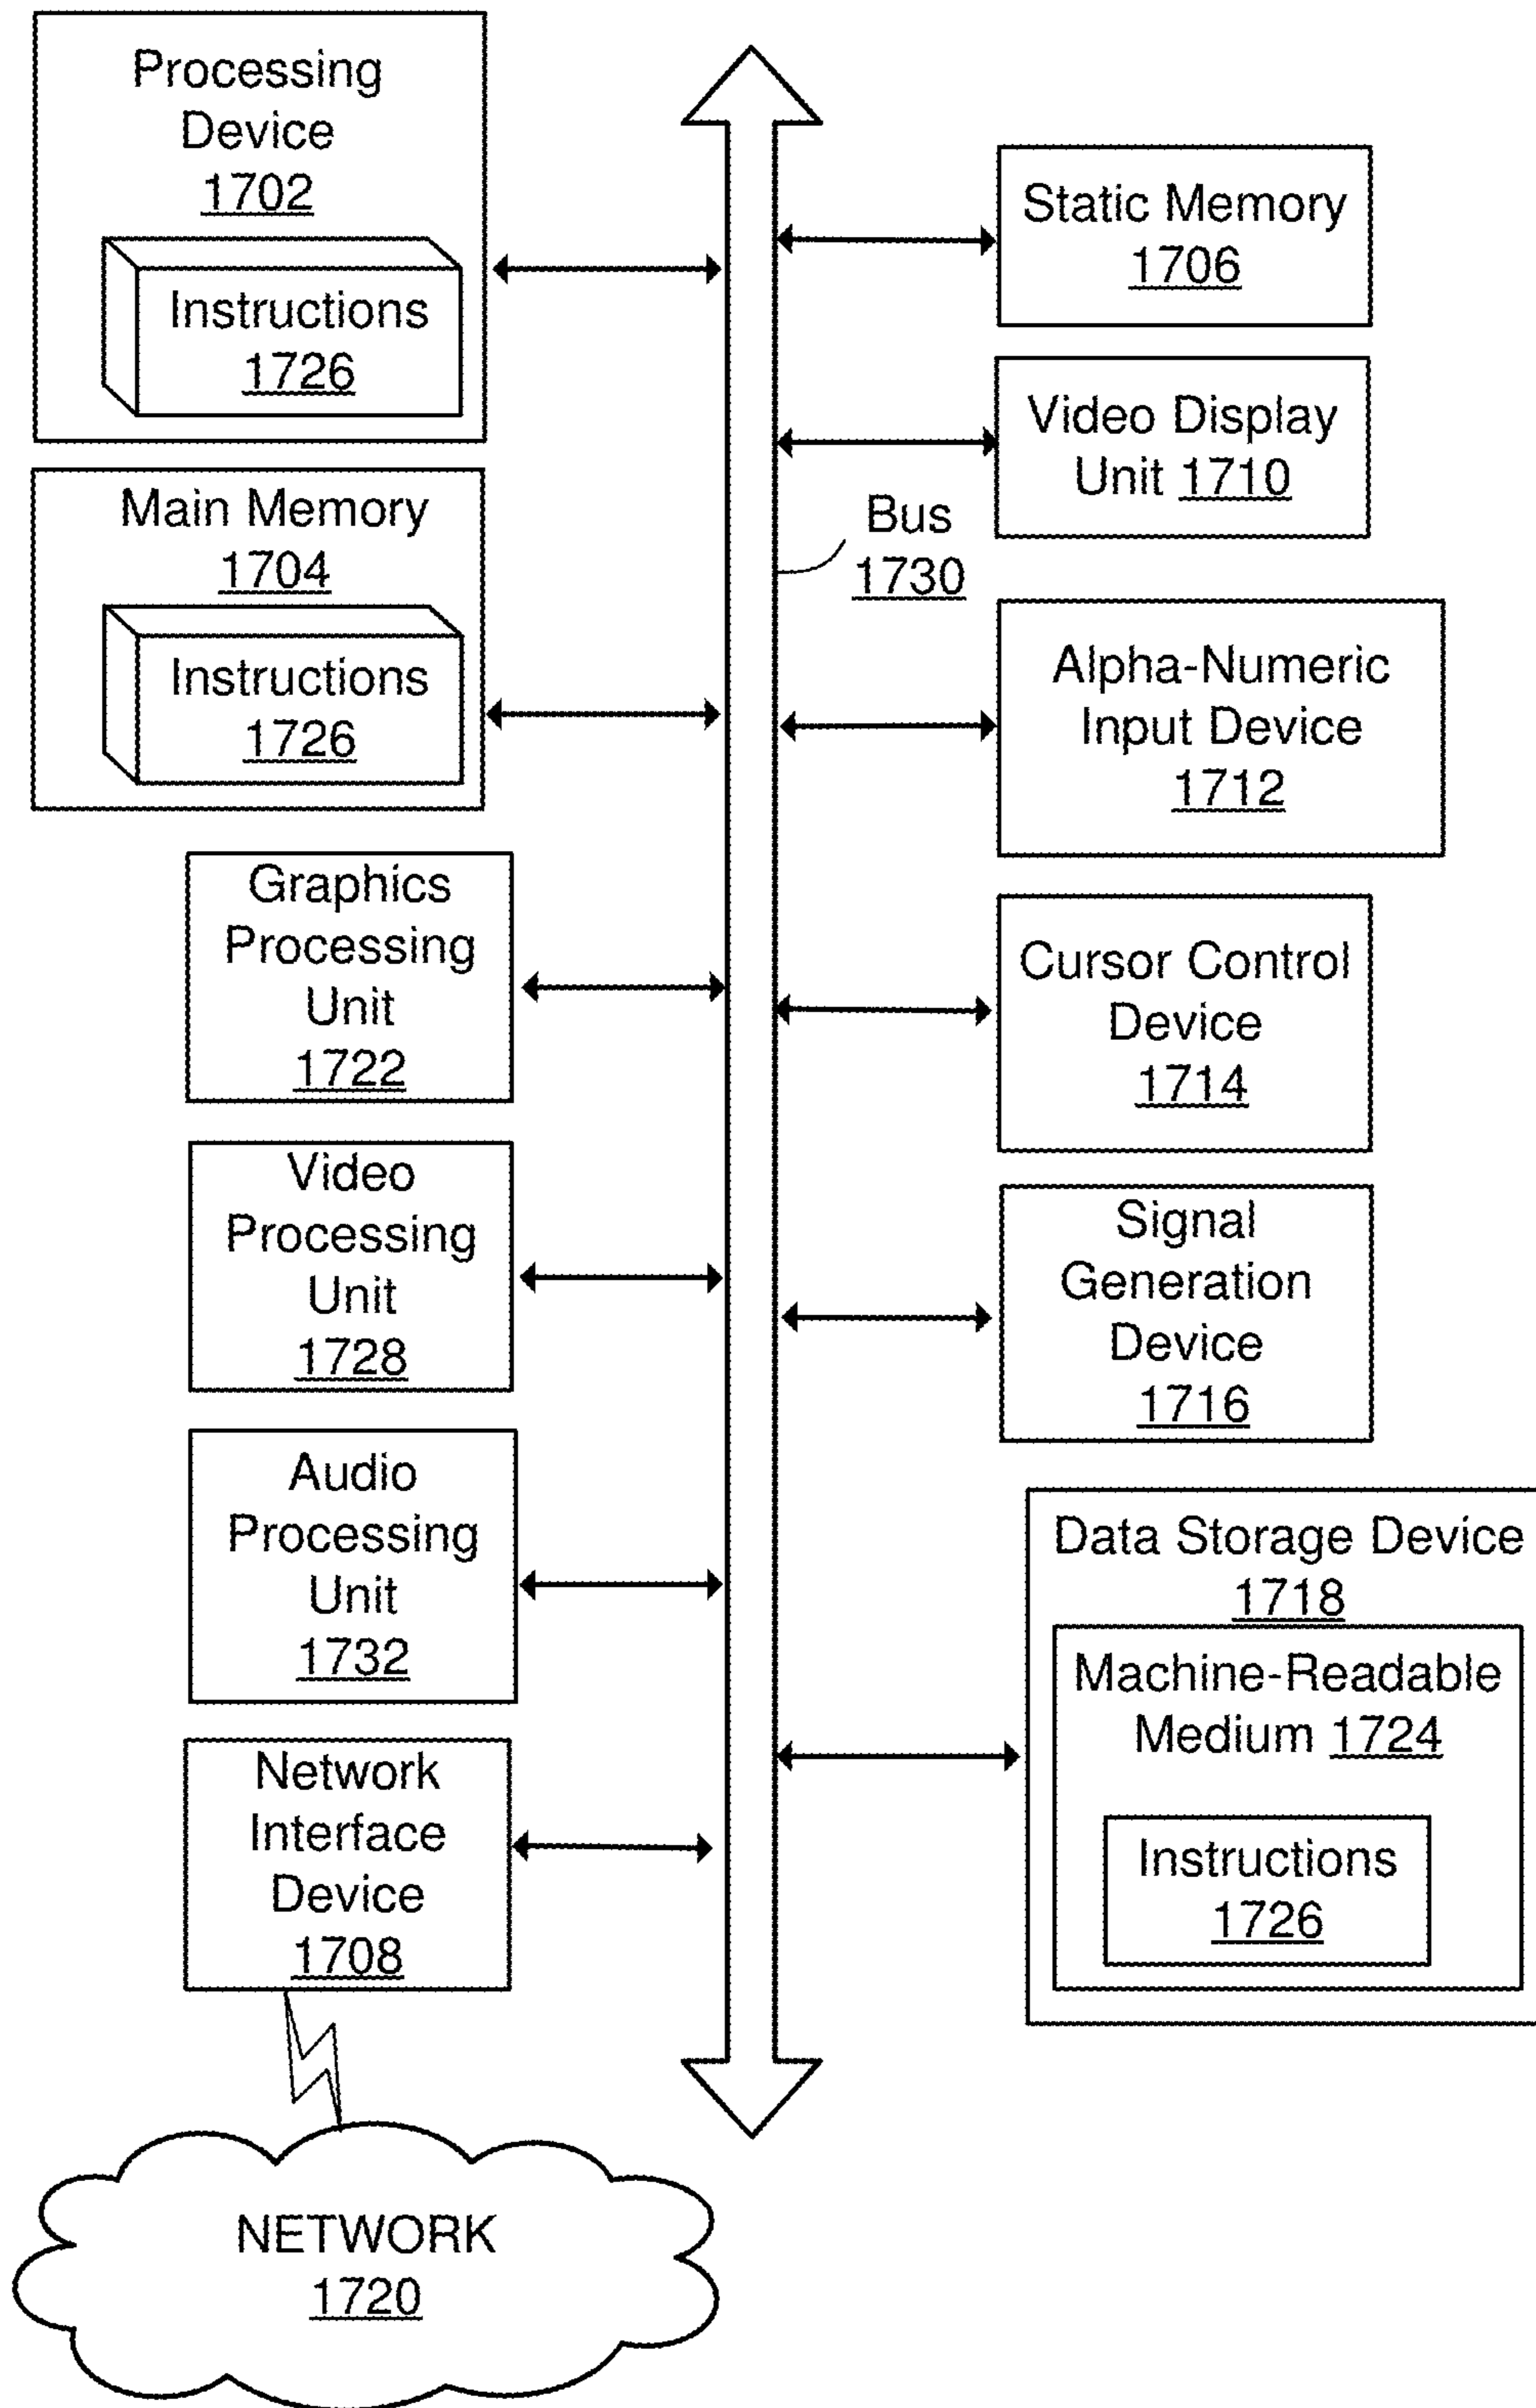 Processing
Device
1702
Instructions
1726
Main Memory
1704
Instructions
1726
Graphics
Processing
Unit
1722
Video
Processing
Unit
1728
Audio
Processing
Unit
1732
Network
Interface
Device
1708
NETWORK
1720
Bus
1730
Static Memory
1706
Video Display
Unit 1710
Alpha-Numeric
Input Device
1712
Cursor Control
Device
1714
Signal
Generation
Device
1716
Data Storage Device
1718
Machine-Readable
Medium 1724
Instructions
1726